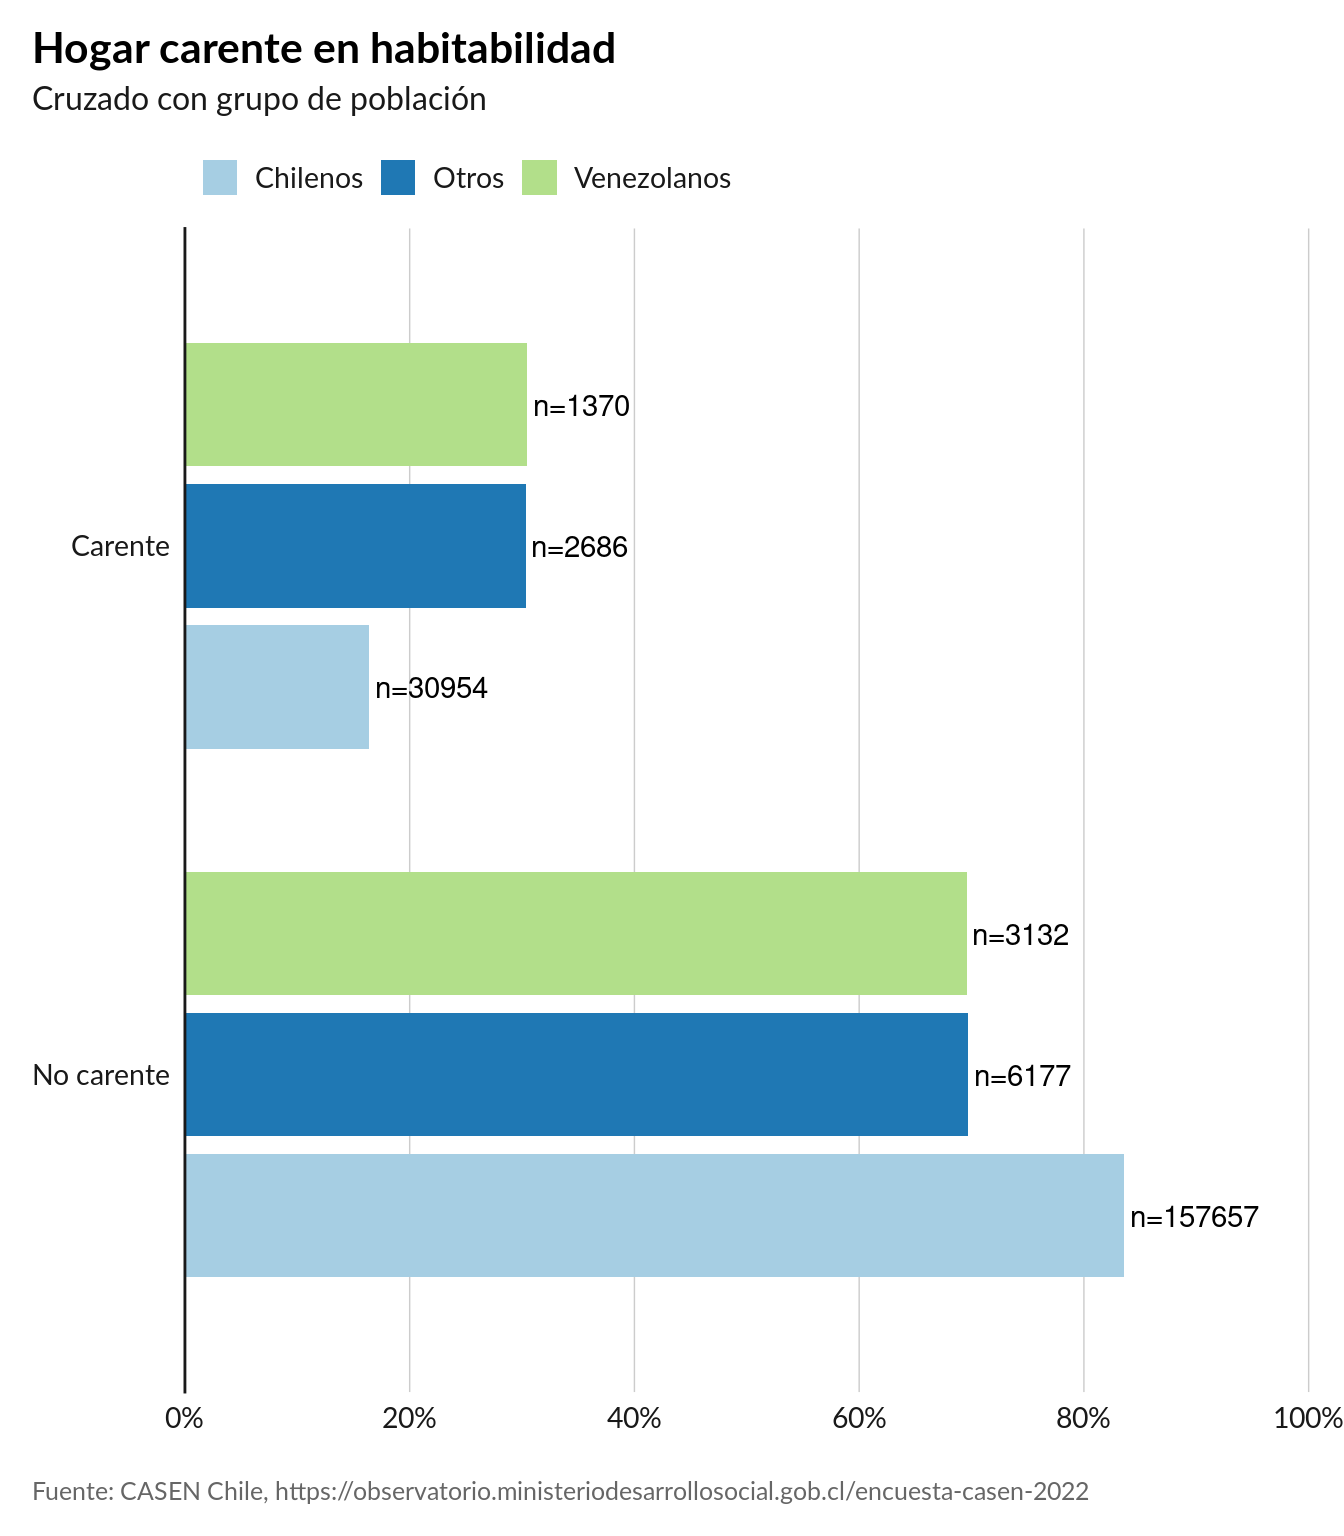 Hogar carente en habitabilidad
Cruzado con grupo de población
Chilenos Otros Venezolanos
n=1370
Carente n=2686
n=30954
n=3132
No carente n=6177
n=157657
0% 20% 40% 60% 80% 100%
Fuente: CASEN Chile, https://observatorio.ministeriodesarrollosocial.gob.cl/encuesta-casen-2022